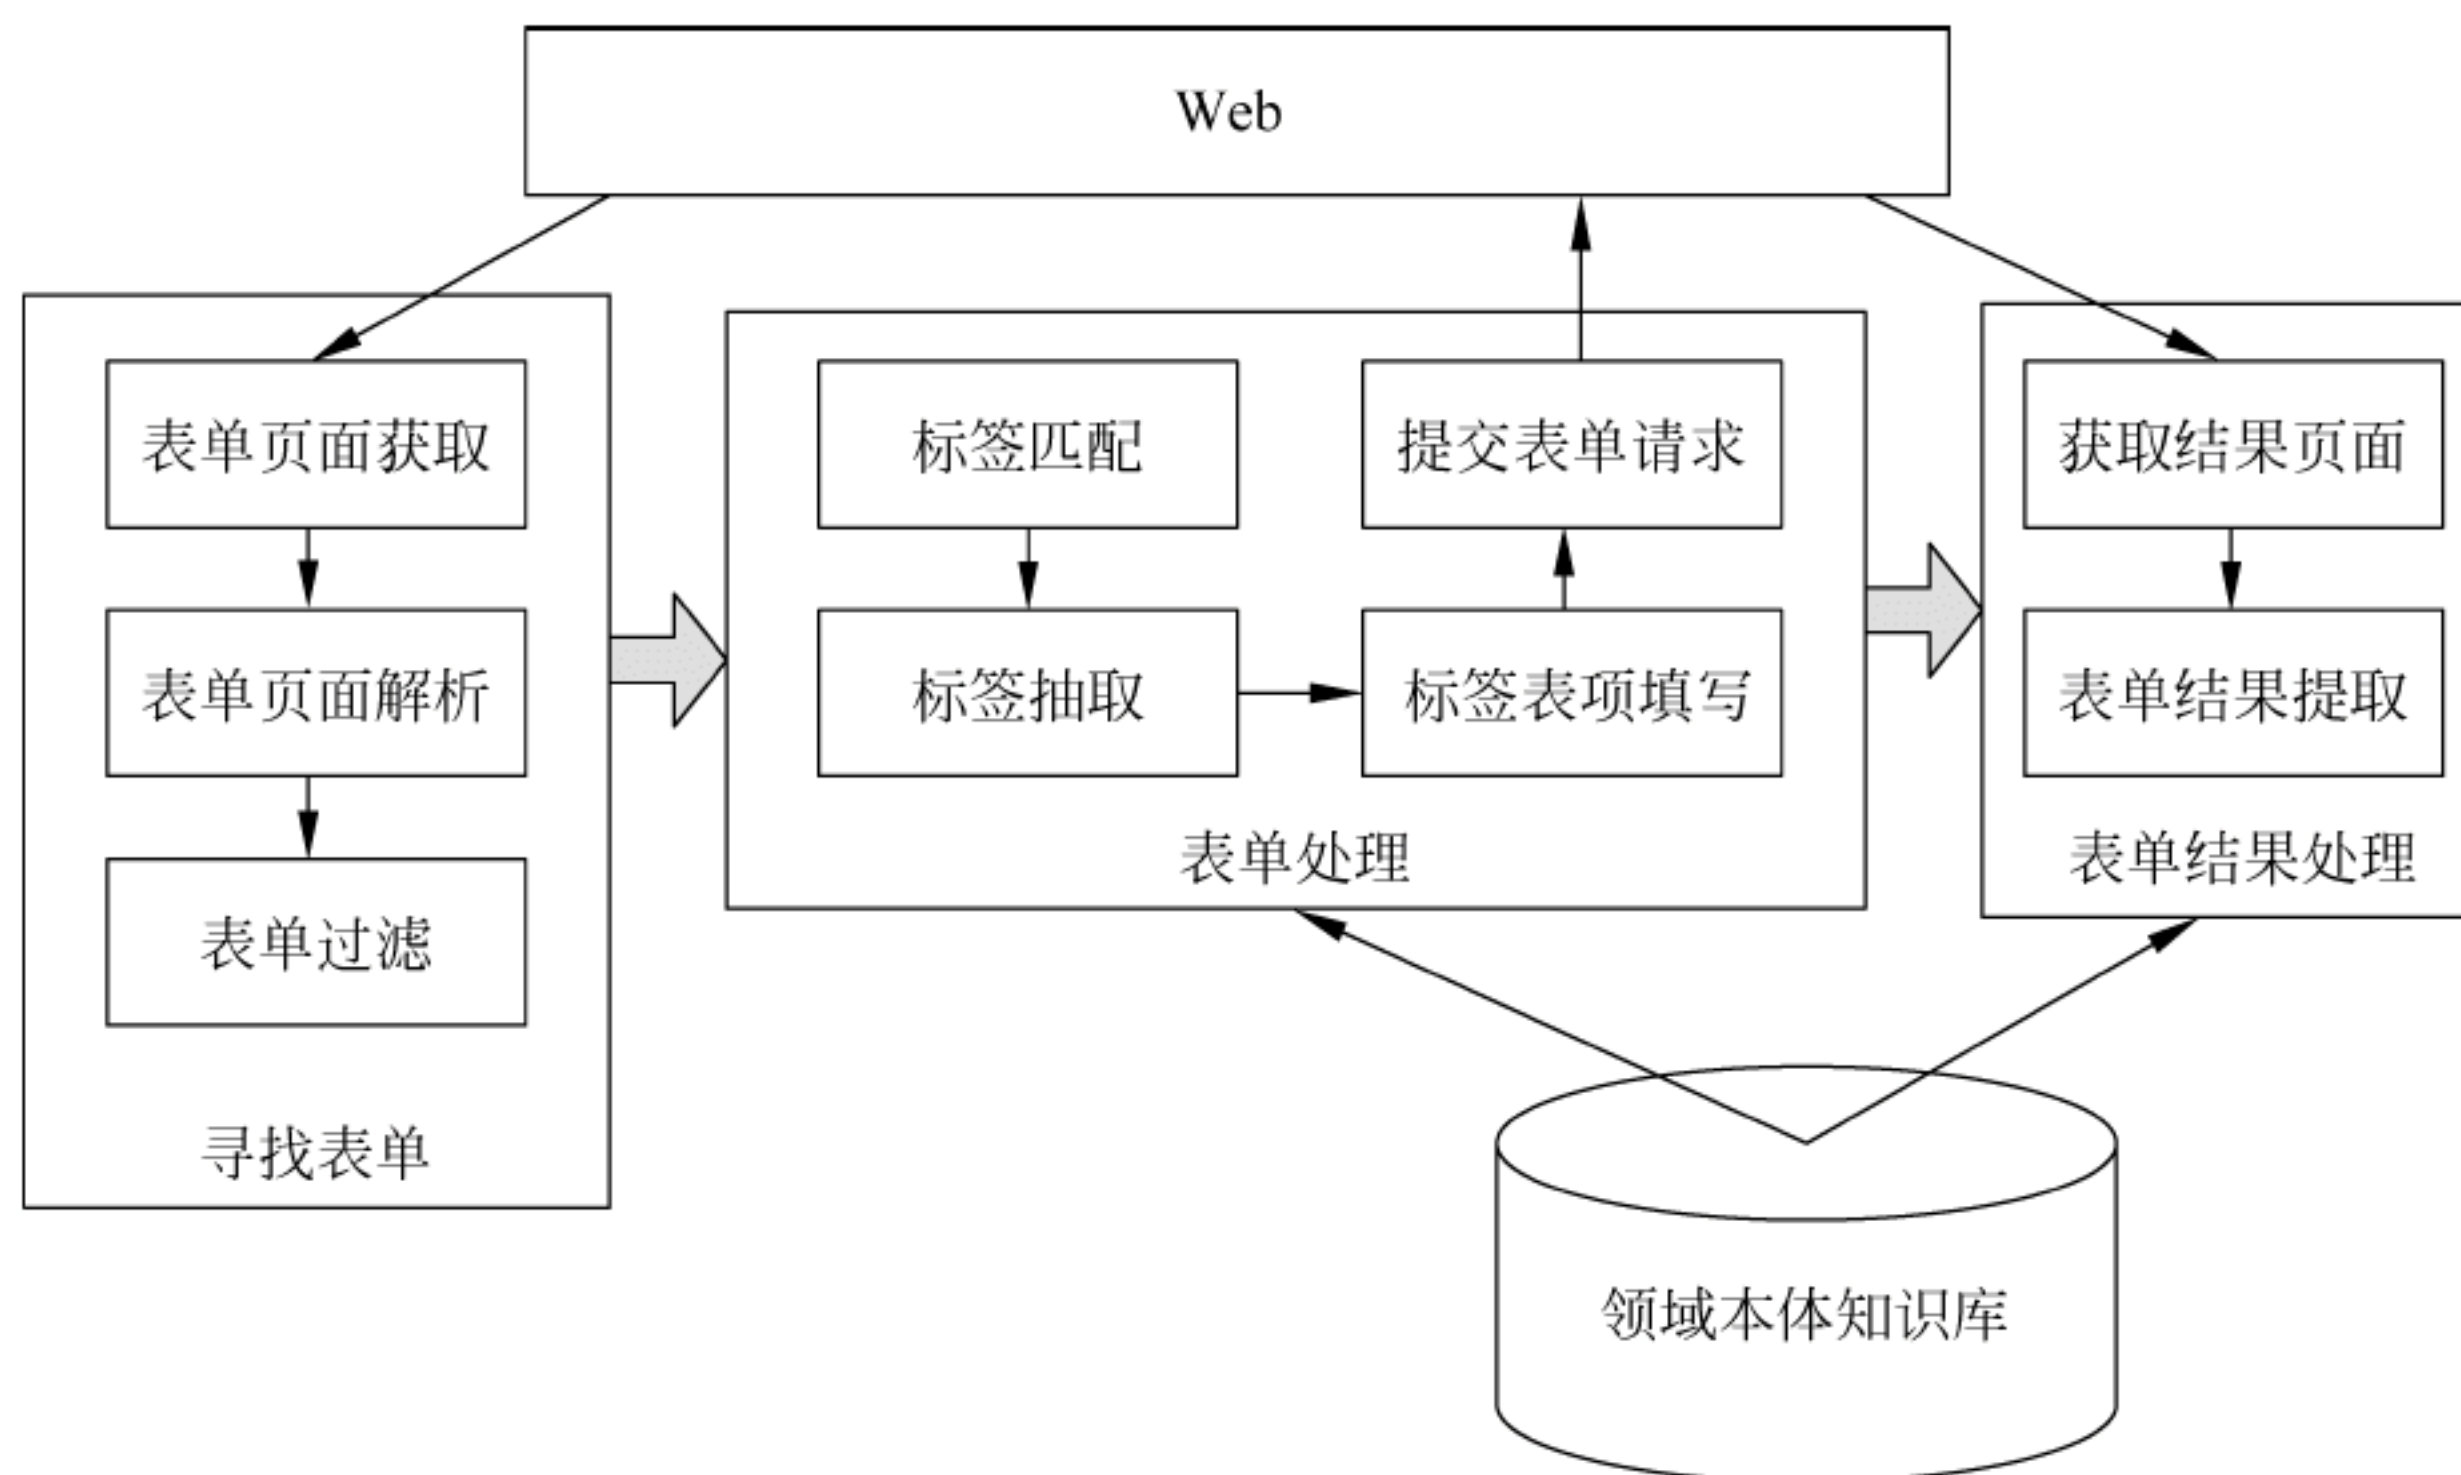 Web
表单页面获取
表单页面解析
表单过滤
寻找表单
标签匹配
标签抽取
提交表单请求
标签表项填写
表单处理
获取结果页面
表单结果提取
表单结果处理
领域本体知识库